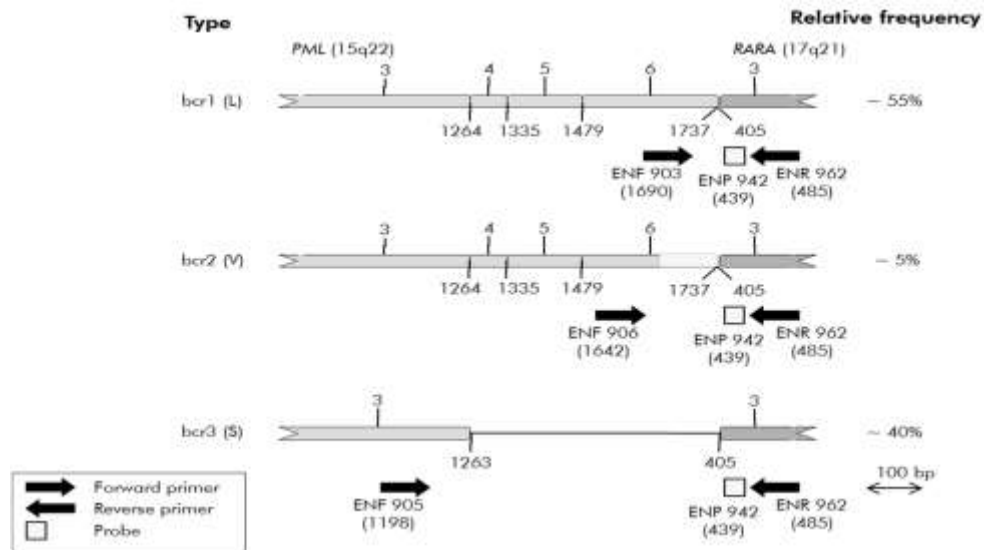 Type
Relative frequency
PML (15q22)
RARA (17q21)
3 4 5 6 3
bcr1 (L)
~ 55%
1264 1335 1479 1737 405
ENF 903 ENP 942 ENR 962
(1690) (439) (485)
3 4 5 6 3
bcr2 (V)
~ 5%
1264 1335 1479 1737 405
ENF 906 ENP 942 ENR 962
(1642) (439) (485)
3 3
bcr3 (S)
~ 40%
1263 405
100 bp
ENF 905 ENP 942 ENR 962
(1198) (439) (485)
Forward primer
Reverse primer
Probe